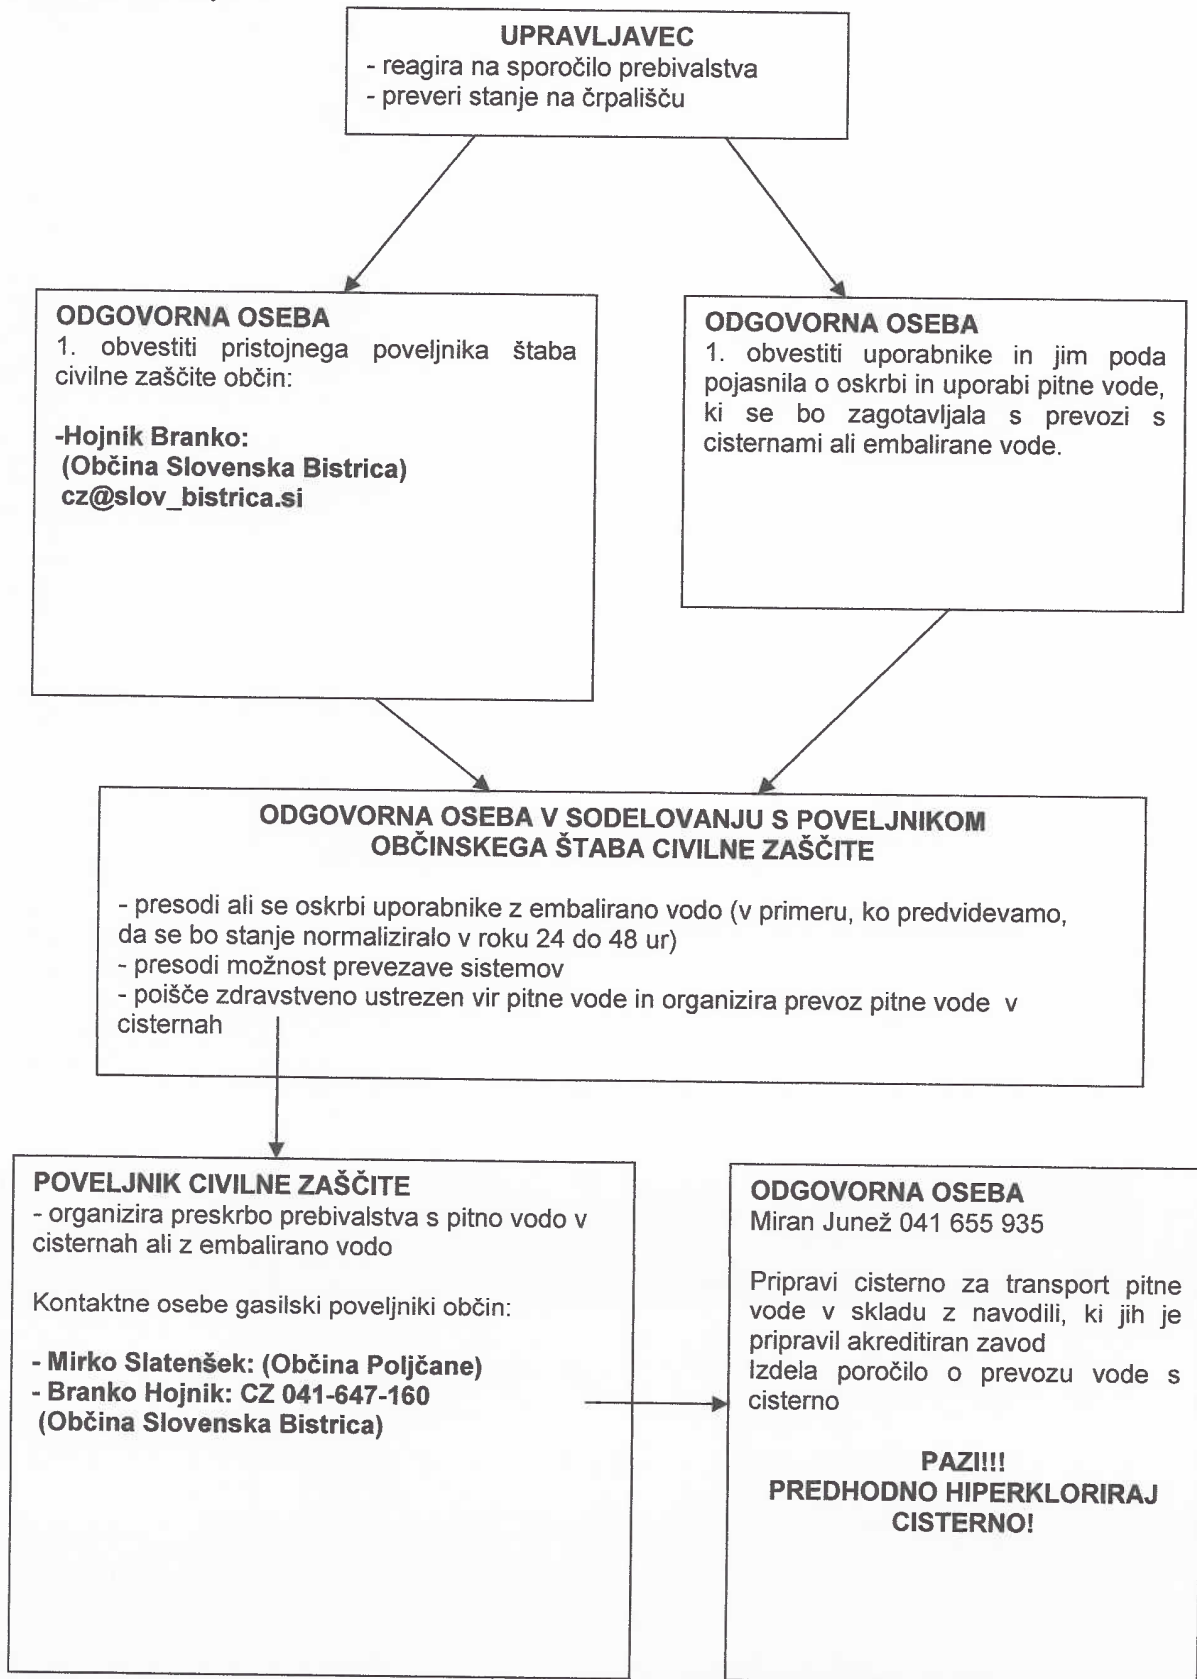 UPRAVLJAVEC
- reagira na sporočilo prebivalstva
- preveri stanje na črpališču
ODGOVORNA OSEBA
1. obvestiti pristojnega poveljnika štaba
civilne zaščite občin:
-Hojnik Branko:
(Občina Slovenska Bistrica)
cz@slov_bistrica.si
ODGOVORNA OSEBA
1. obvestiti uporabnike in jim poda
pojasnila o oskrbi in uporabi pitne vode,
ki se bo zagotavljala s prevozi s
cisternami ali embalirane vode.
ODGOVORNA OSEBA V SODELOVANJU S POVELJNIKOM
OBČINSKEGA ŠTABA CIVILNE ZAŠČITE
- presodi ali se oskrbi uporabnike z embalirano vodo (v primeru, ko predvidevamo,
da se bo stanje normaliziralo v roku 24 do 48 ur)
- presodi možnost prevezave sistemov
- poišče zdravstveno ustrezen vir pitne vode in organizira prevoz pitne vode v
cisternah
POVELJNIK CIVILNE ZAŠČITE
- organizira preskrbo prebivalstva s pitno vodo v
cisternah ali z embalirano vodo
Kontaktne osebe gasilski poveljniki občin:
- Mirko Slatenšek: (Občina Poljčane)
- Branko Hojnik: CZ 041-647-160
(Občina Slovenska Bistrica)
ODGOVORNA OSEBA
Miran Junež 041 655 935
Pripravi cisterno za transport pitne
vode v skladu z navodili, ki jih je
pripravil akreditiran zavod
Izdela poročilo o prevozu vode s
cisterno
PAZI!!!
PREDHODNO HIPERKLORIRAJ
CISTERNO!